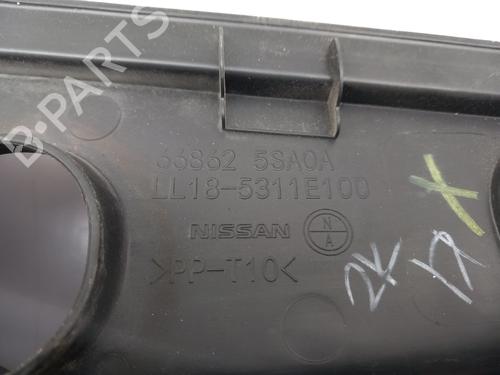 B-PARTS
66862 5SA0A
LL18-5311E100
NISSAN N/A
>PP-T10<